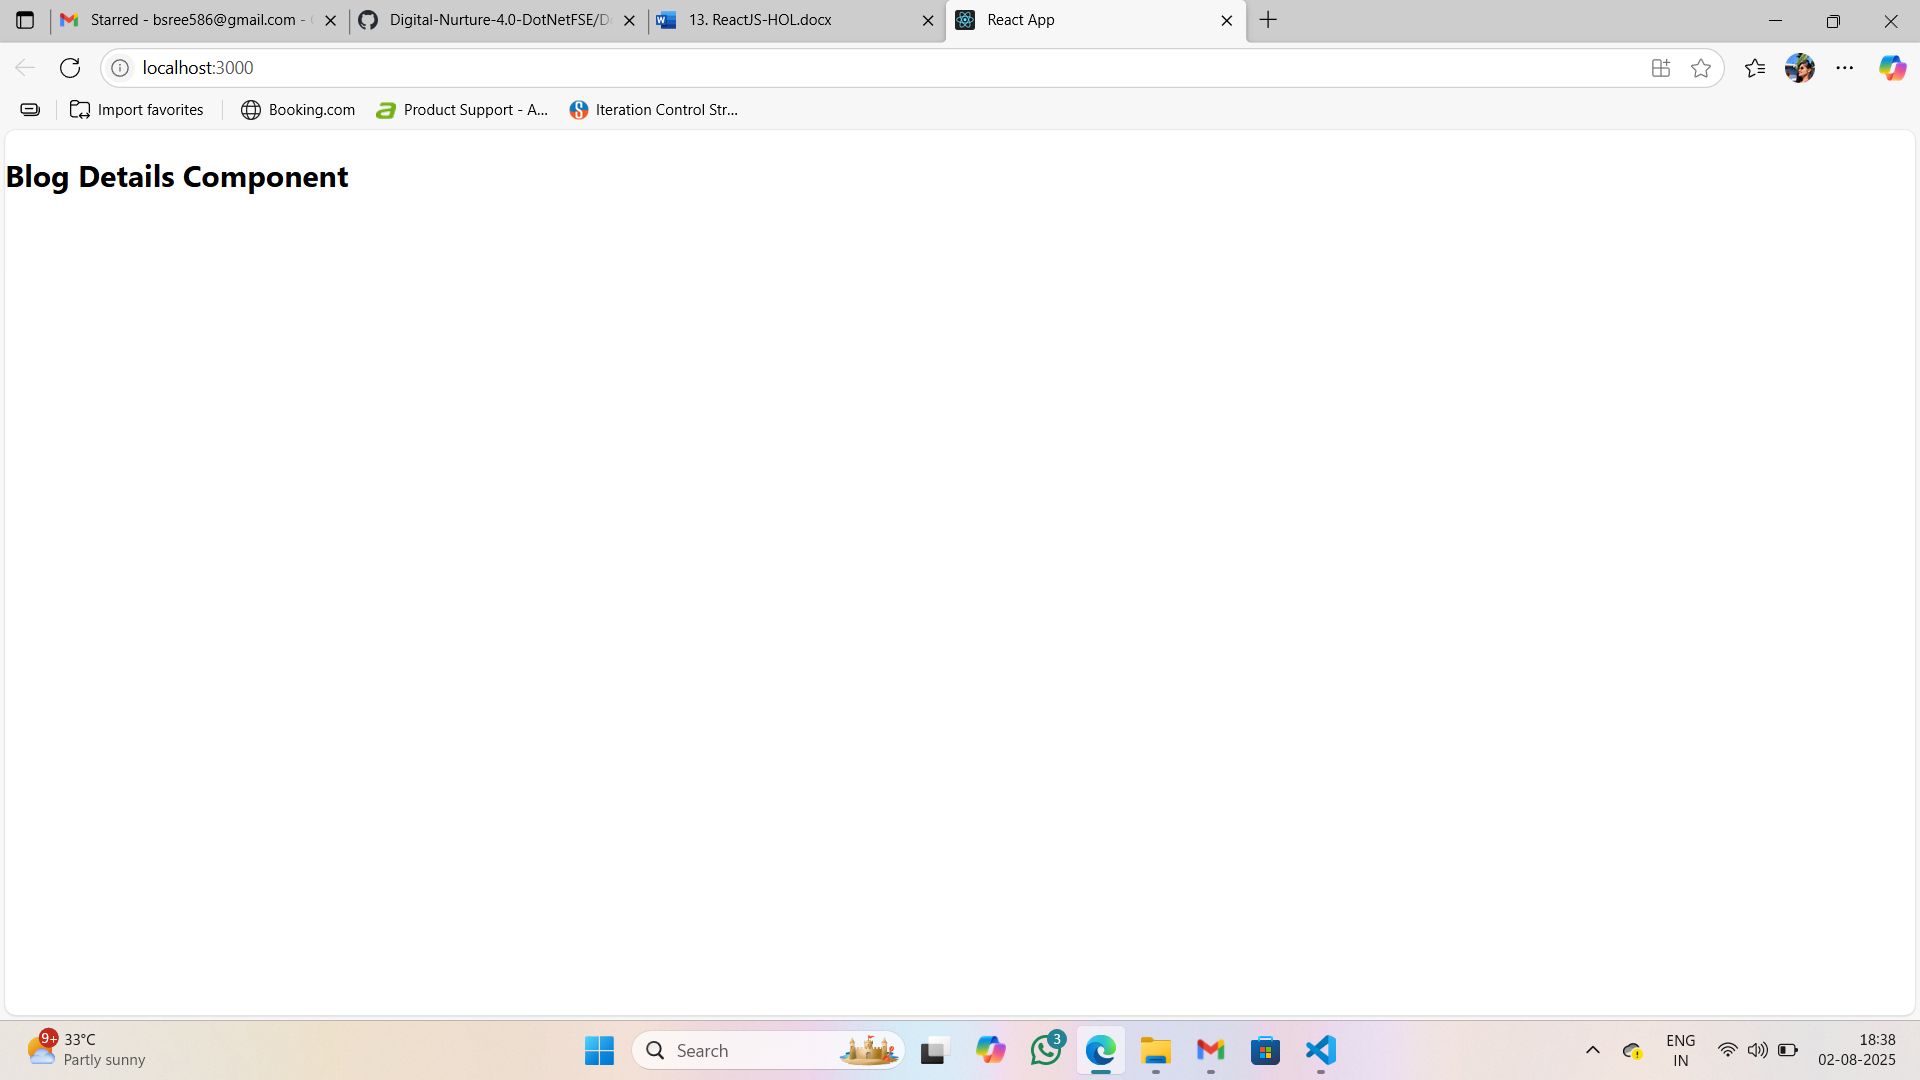 Starred - bsree586@gmail.com -
Digital-Nurture-4.0-DotNetFSE/D
13. ReactJS-HOL.docx
React App
localhost:3000
Import favorites
Booking.com
Product Support - A...
Iteration Control Str...
Blog Details Component
9+
33°C
Partly sunny
Search
3
ENG
IN
18:38
02-08-2025